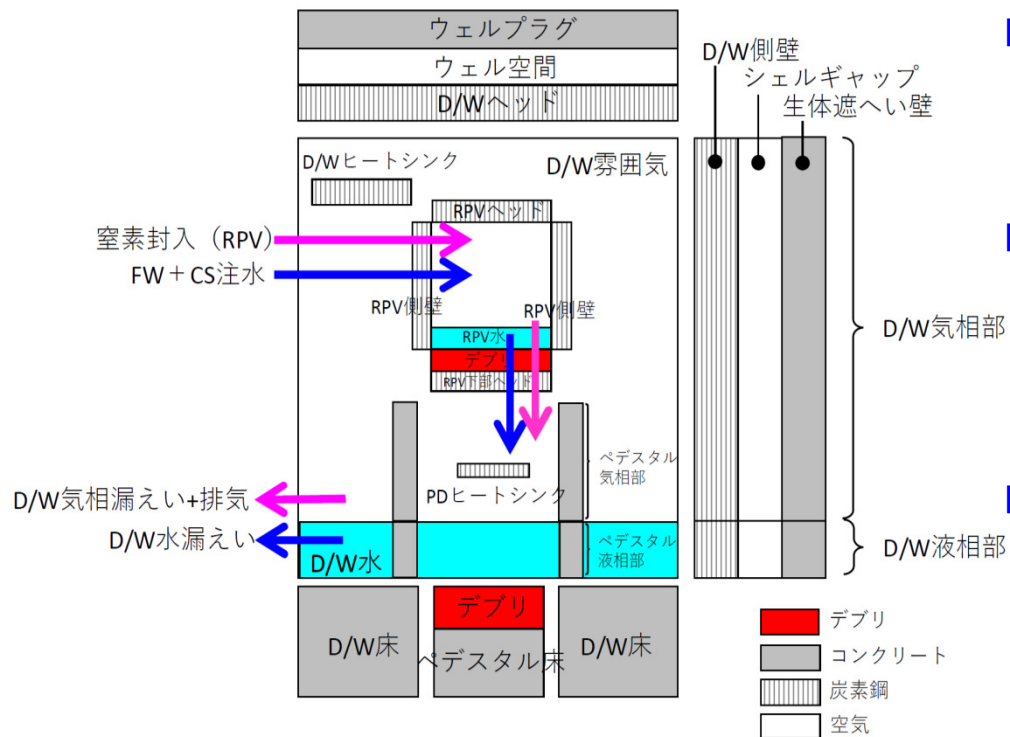 ウェルプラグ
ウェル空間
D/Wヘッド
D/W側壁
シェルギャップ
生体遮へい壁
D/Wヒートシンク
D/W雰囲気
RPVヘッド
窒素封入（RPV）
FW＋CS注水
RPV側壁
RPV側壁
RPV水
デブリ
RPV下部ヘッド
D/W気相部
ペデスタル
気相部
PDヒートシンク
D/W気相漏えい+排気
D/W水漏えい
D/W水
ペデスタル
液相部
D/W液相部
デブリ
D/W床
ペデスタル床
D/W床
デブリ
コンクリート
炭素鋼
空気